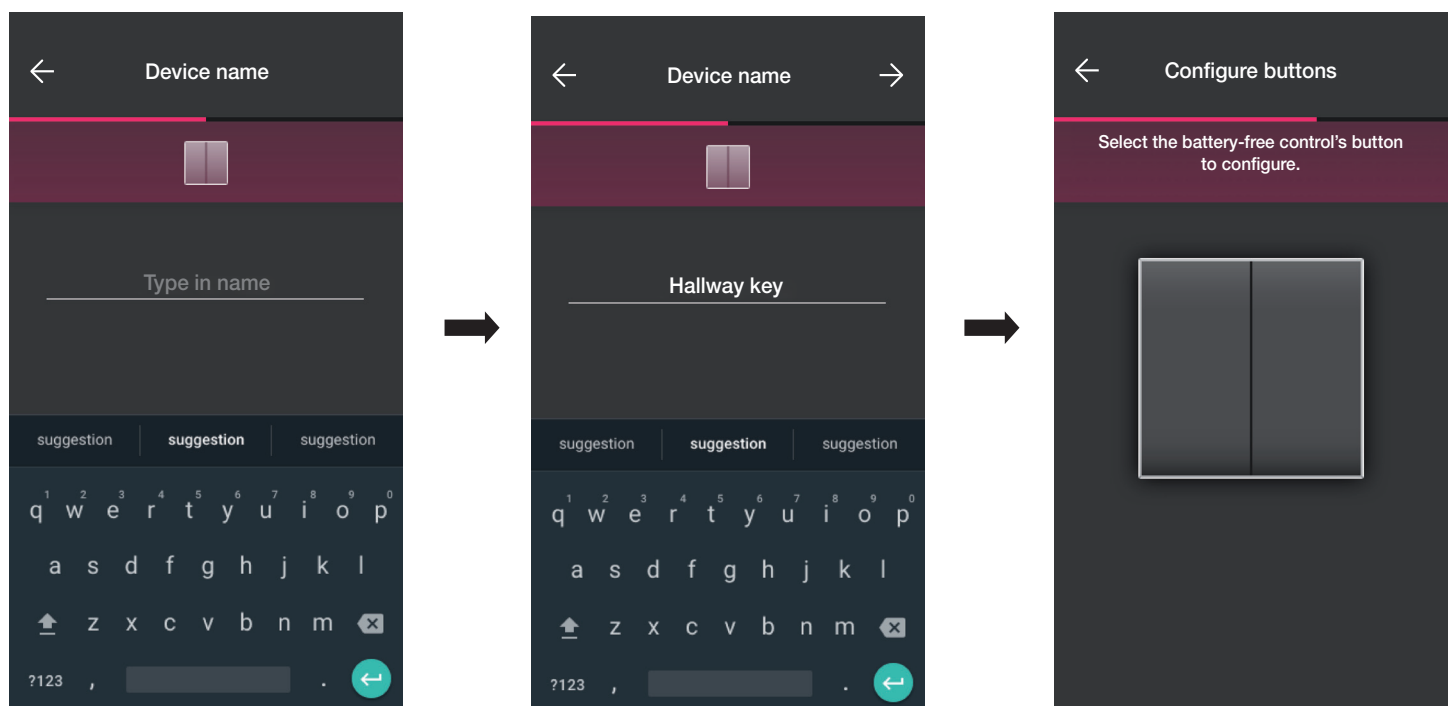 Device name
Type in name
suggestion suggestion suggestion
1 2 3 4 5 6 7 8 9 0
q w e r t y u i o p
a s d f g h j k l
z x c v b n m
?123 , .
Device name
Hallway key
suggestion suggestion suggestion
1 2 3 4 5 6 7 8 9 0
q w e r t y u i o p
a s d f g h j k l
z x c v b n m
?123 , .
Configure buttons
Select the battery-free control's button
to configure.